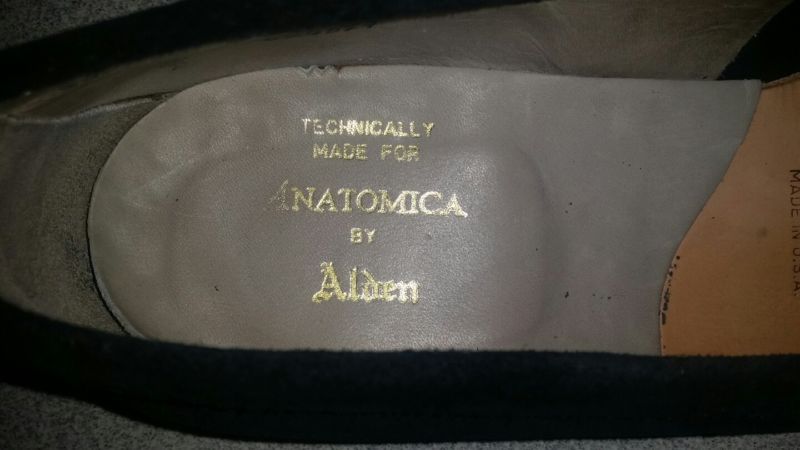 TECHNICALLY
MADE FOR
ANATOMICA
BY
Alden
MADE IN U.S.A.